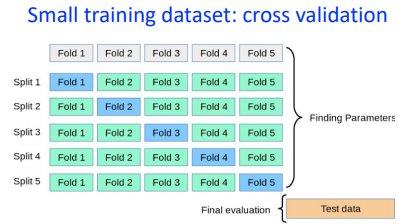 Small training dataset: cross validation
Fold 1 Fold 2 Fold 3 Fold 4 Fold 5
Split 1 Fold 1 Fold 2 Fold 3 Fold 4 Fold 5
Split 2 Fold 1 Fold 2 Fold 3 Fold 4 Fold 5
Split 3 Fold 1 Fold 2 Fold 3 Fold 4 Fold 5
Finding Parameters
Split 4 Fold 1 Fold 2 Fold 3 Fold 4 Fold 5
Split 5 Fold 1 Fold 2 Fold 3 Fold 4 Fold 5
Final evaluation Test data